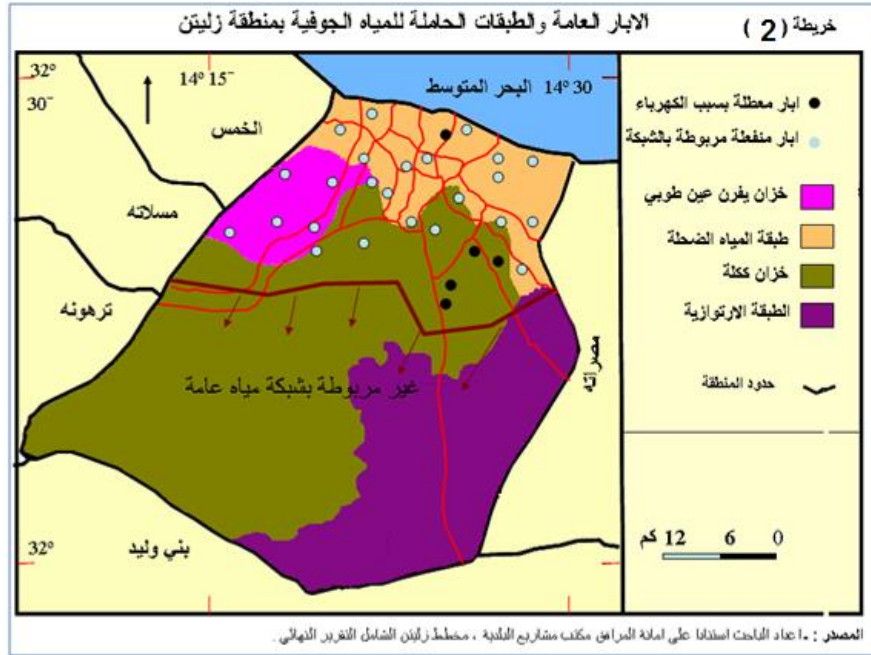 خريطة (2) الابار العامة والطبقات الحاملة للمياه الجوفية بمنطقة زليتن
32°
30‾
14° 15‾
14° 30
البحر المتوسط
الخمس
مسلاته
ترهونه
مصراته
غير مربوطة بشبكة مياه عامة
32°
بني وليد
ابار معطلة بسبب الكهرباء
ابار منفعلة مربوطة بالشبكة
خزان يفرن عين طوبي
طبقة المياه الضحلة
خزان ككلة
الطبقة الارتوازية
حدود المنطقة
0 6 12 كم
المصدر : - اعداد الباحث استنادا على امانة المرافق مكتب مشاريع البلدية ، مخطط زليتن الشامل التقرير النهائي .